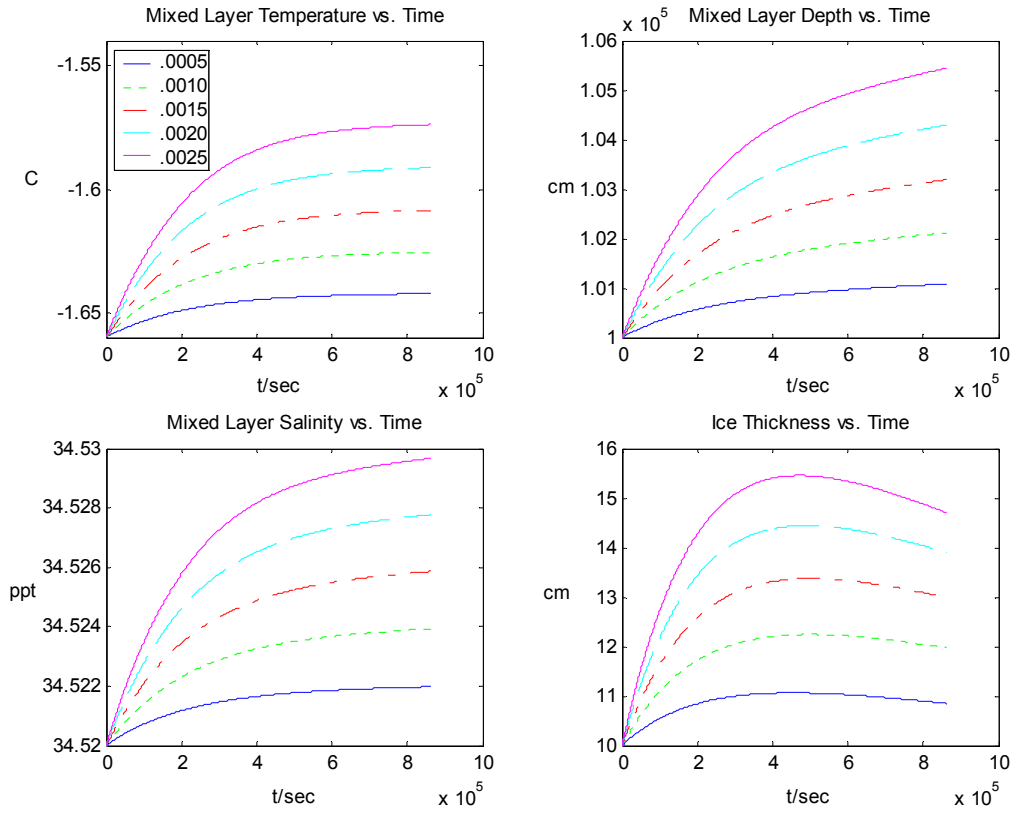 Mixed Layer Temperature vs. Time
-1.55
-1.6
-1.65
C
.0005
.0010
.0015
.0020
.0025
0 2 4 6 8 10
t/sec
x 10^5
Mixed Layer Depth vs. Time
x 10^5
1.06
1.05
1.04
1.03
1.02
1.01
1
cm
0 2 4 6 8 10
t/sec
x 10^5
Mixed Layer Salinity vs. Time
34.53
34.528
34.526
34.524
34.522
34.52
ppt
0 2 4 6 8 10
t/sec
x 10^5
Ice Thickness vs. Time
16
15
14
13
12
11
10
cm
0 2 4 6 8 10
t/sec
x 10^5